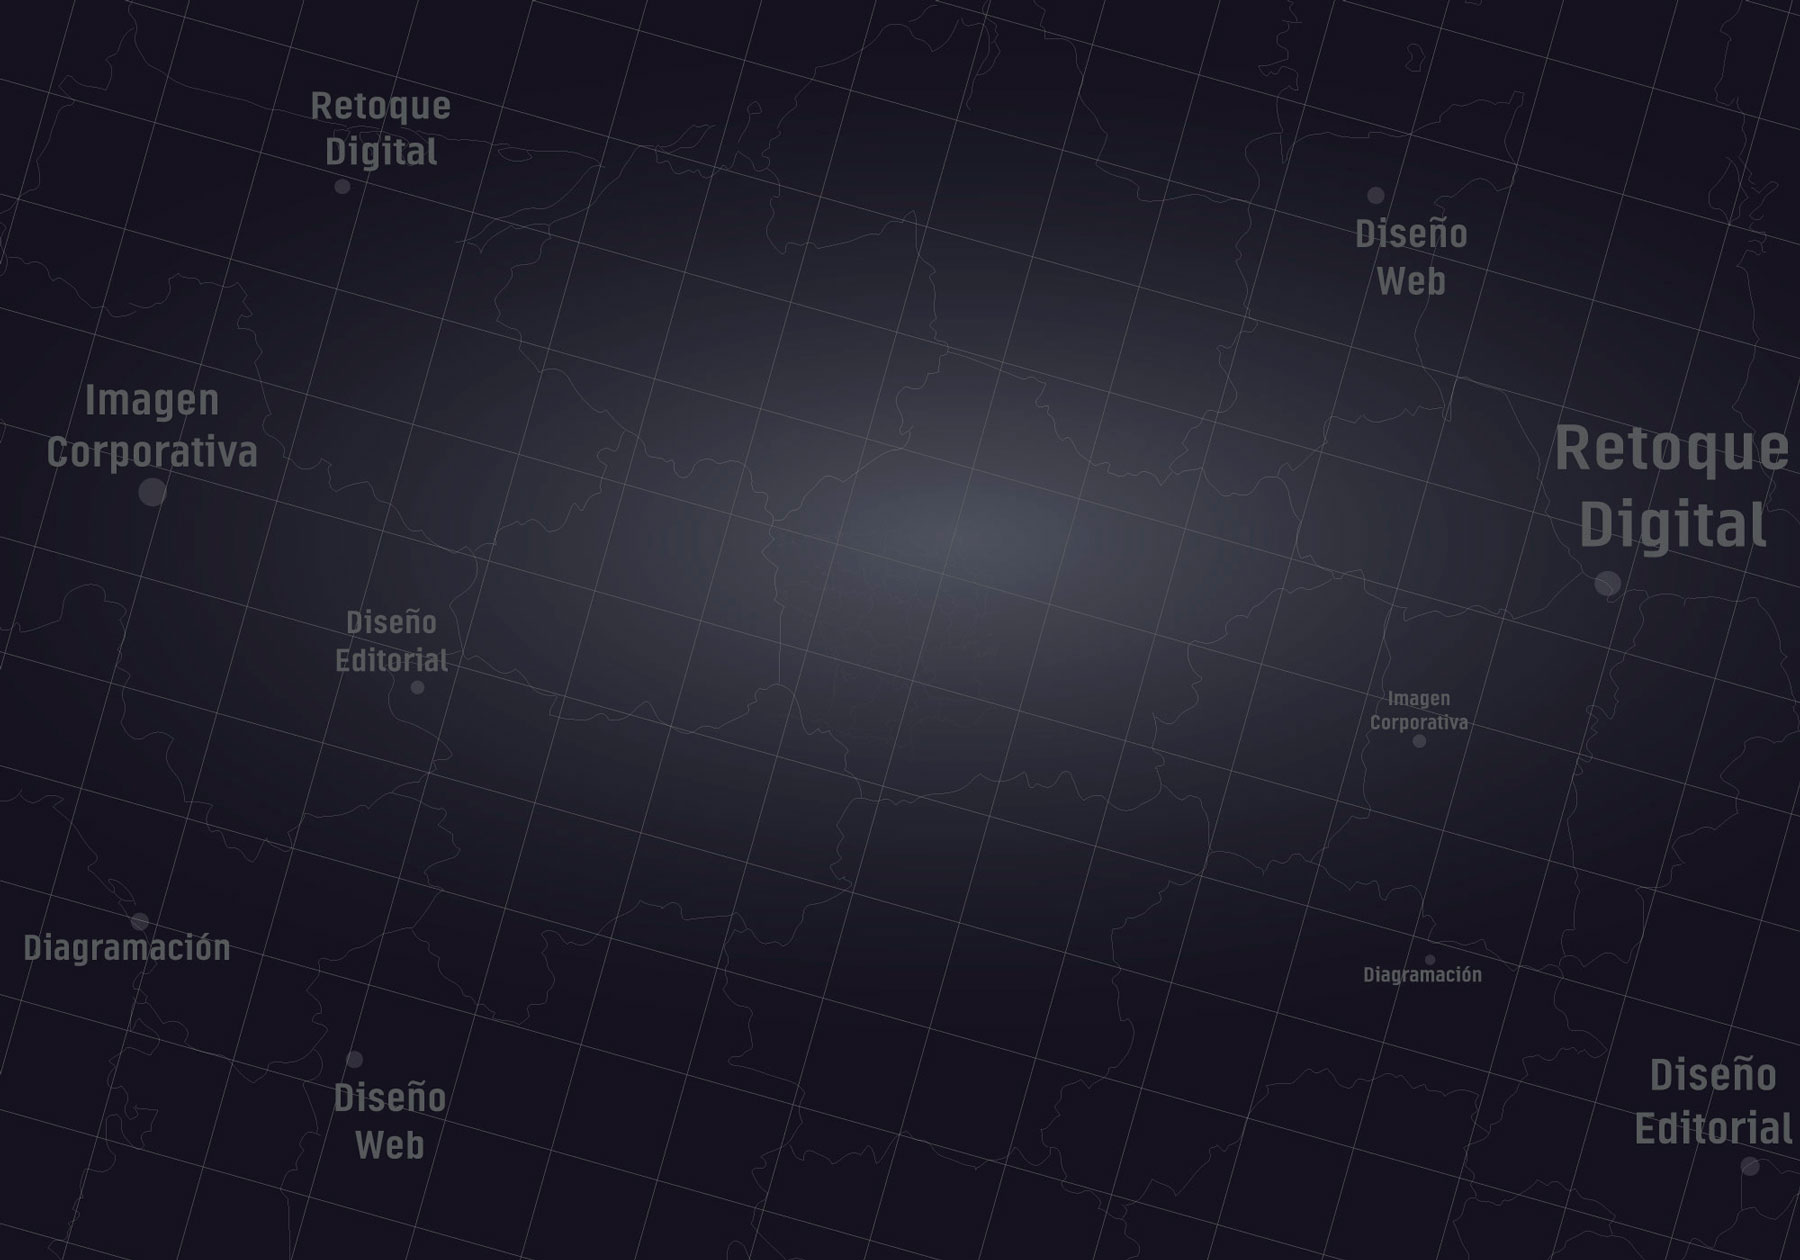 Retoque
Digital
Diseño
Web
Imagen
Corporativa
Retoque
Digital
Diseño
Editorial
Imagen
Corporativa
Diagramación
Diagramación
Diseño
Web
Diseño
Editorial